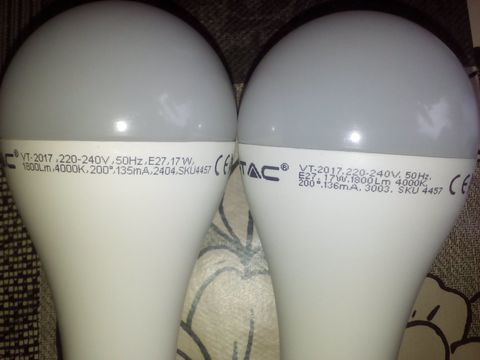 TAC® VT-2017 ,220-240V, 50Hz, E27,17W,
1800Lm, 4000K, 200°, 135mA, 2404, SKU4457 CE
TAC® VT-2017, 220-240V, 50Hz,
E27, 17W, 1800Lm 4000K,
200°, 136mA, 3003, SKU 4457 CE